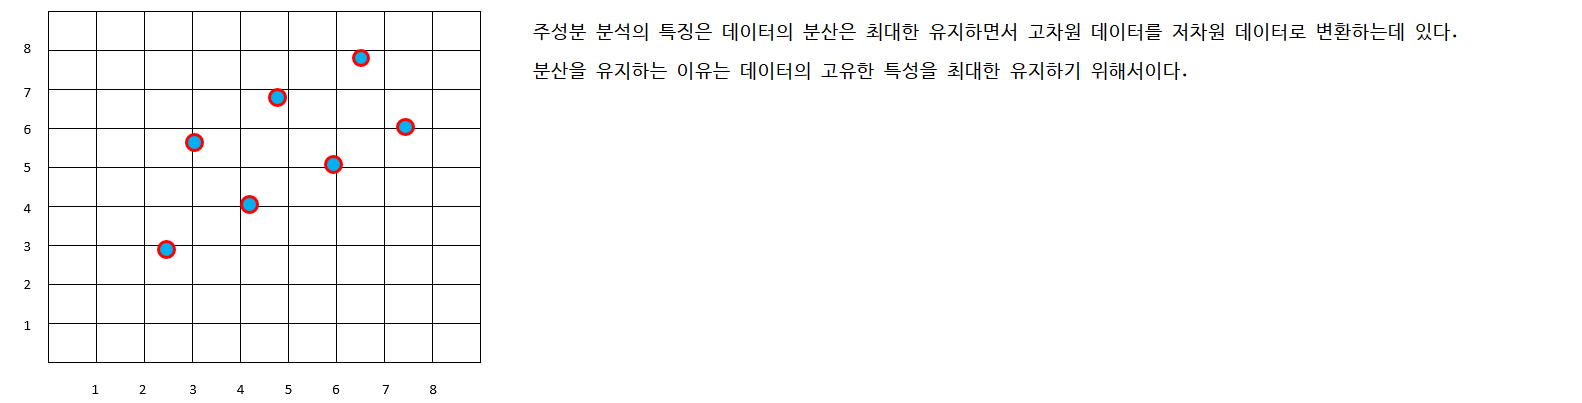 주성분 분석의 특징은 데이터의 분산은 최대한 유지하면서 고차원 데이터를 저차원 데이터로 변환하는데 있다.
분산을 유지하는 이유는 데이터의 고유한 특성을 최대한 유지하기 위해서이다.
8
7
6
5
4
3
2
1
1 2 3 4 5 6 7 8